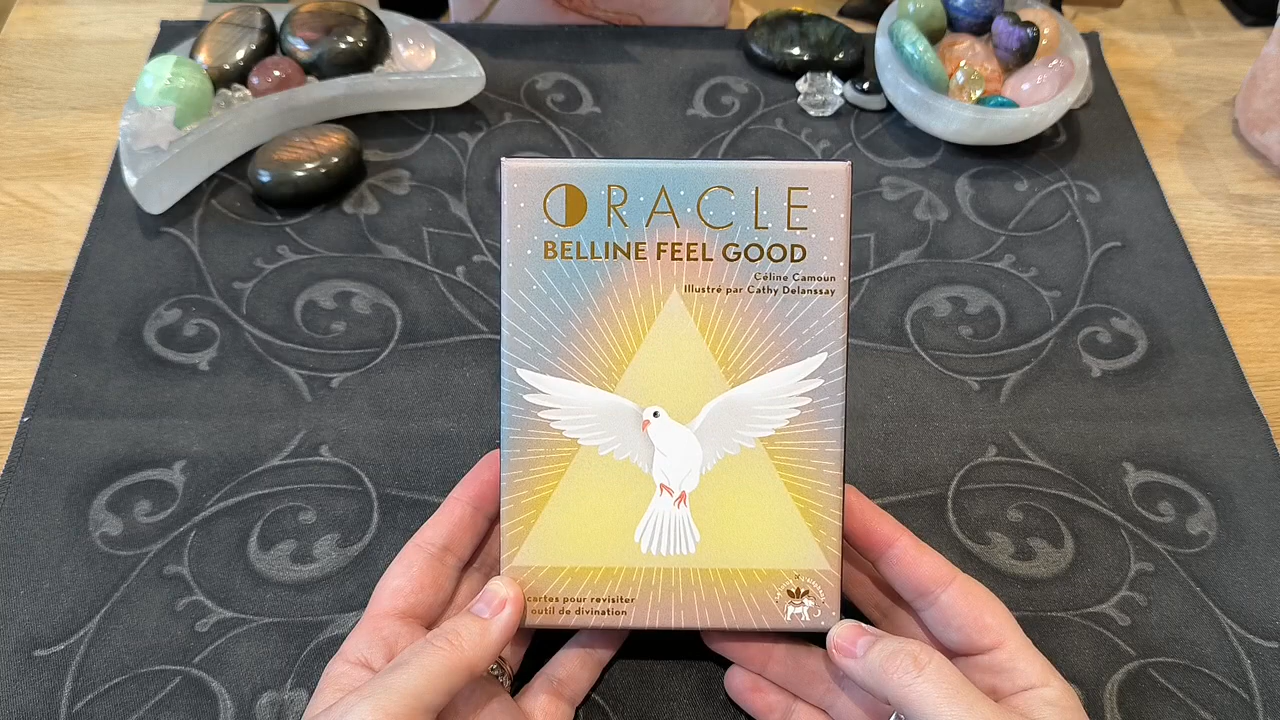 ORACLE
BELLINE FEEL GOOD
Céline Camoun
Illustré par Cathy Delanssay
cartes pour revisiter
outil de divination